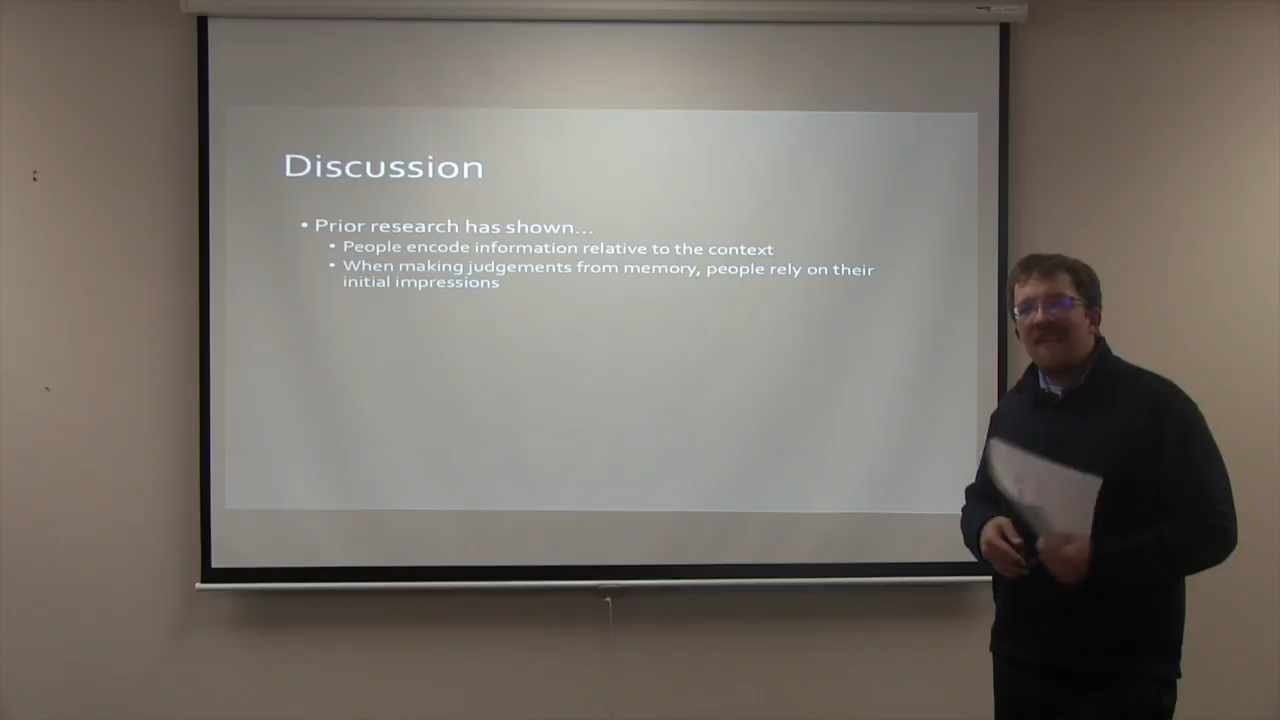 Discussion
• Prior research has shown...
• People encode information relative to the context
• When making judgements from memory, people rely on their
initial impressions